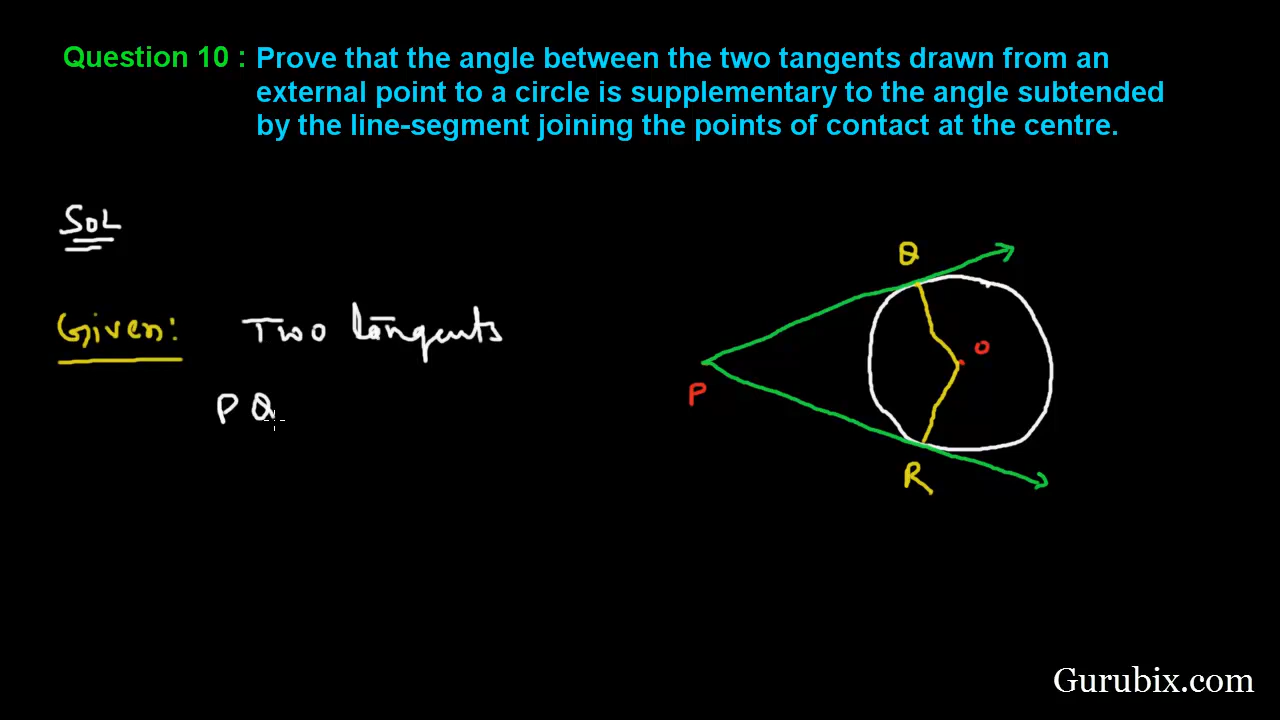 Question 10 : Prove that the angle between the two tangents drawn from an
external point to a circle is supplementary to the angle subtended
by the line-segment joining the points of contact at the centre.
SOL
Given: Two tangents
P Q
Q
O
P
R
Gurubix.com